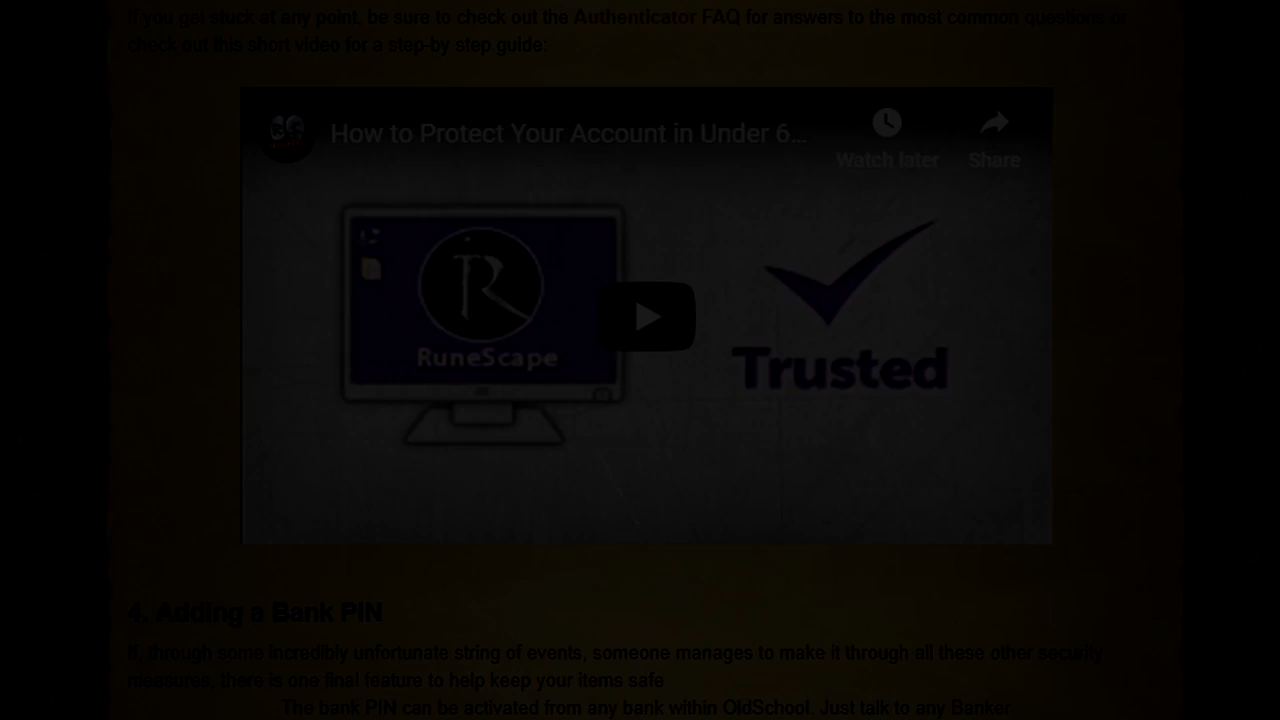 If you get stuck at any point, be sure to check out the Authenticator FAQ for answers to the most common questions or
check out this short video for a step-by step guide:
How to Protect Your Account in Under 6...
Watch later
Share
RuneScape
Trusted
4. Adding a Bank PIN
If, through some incredibly unfortunate string of events, someone manages to make it through all these other security
measures, there is one final feature to help keep your items safe
The bank PIN can be activated from any bank within OldSchool. Just talk to any Banker